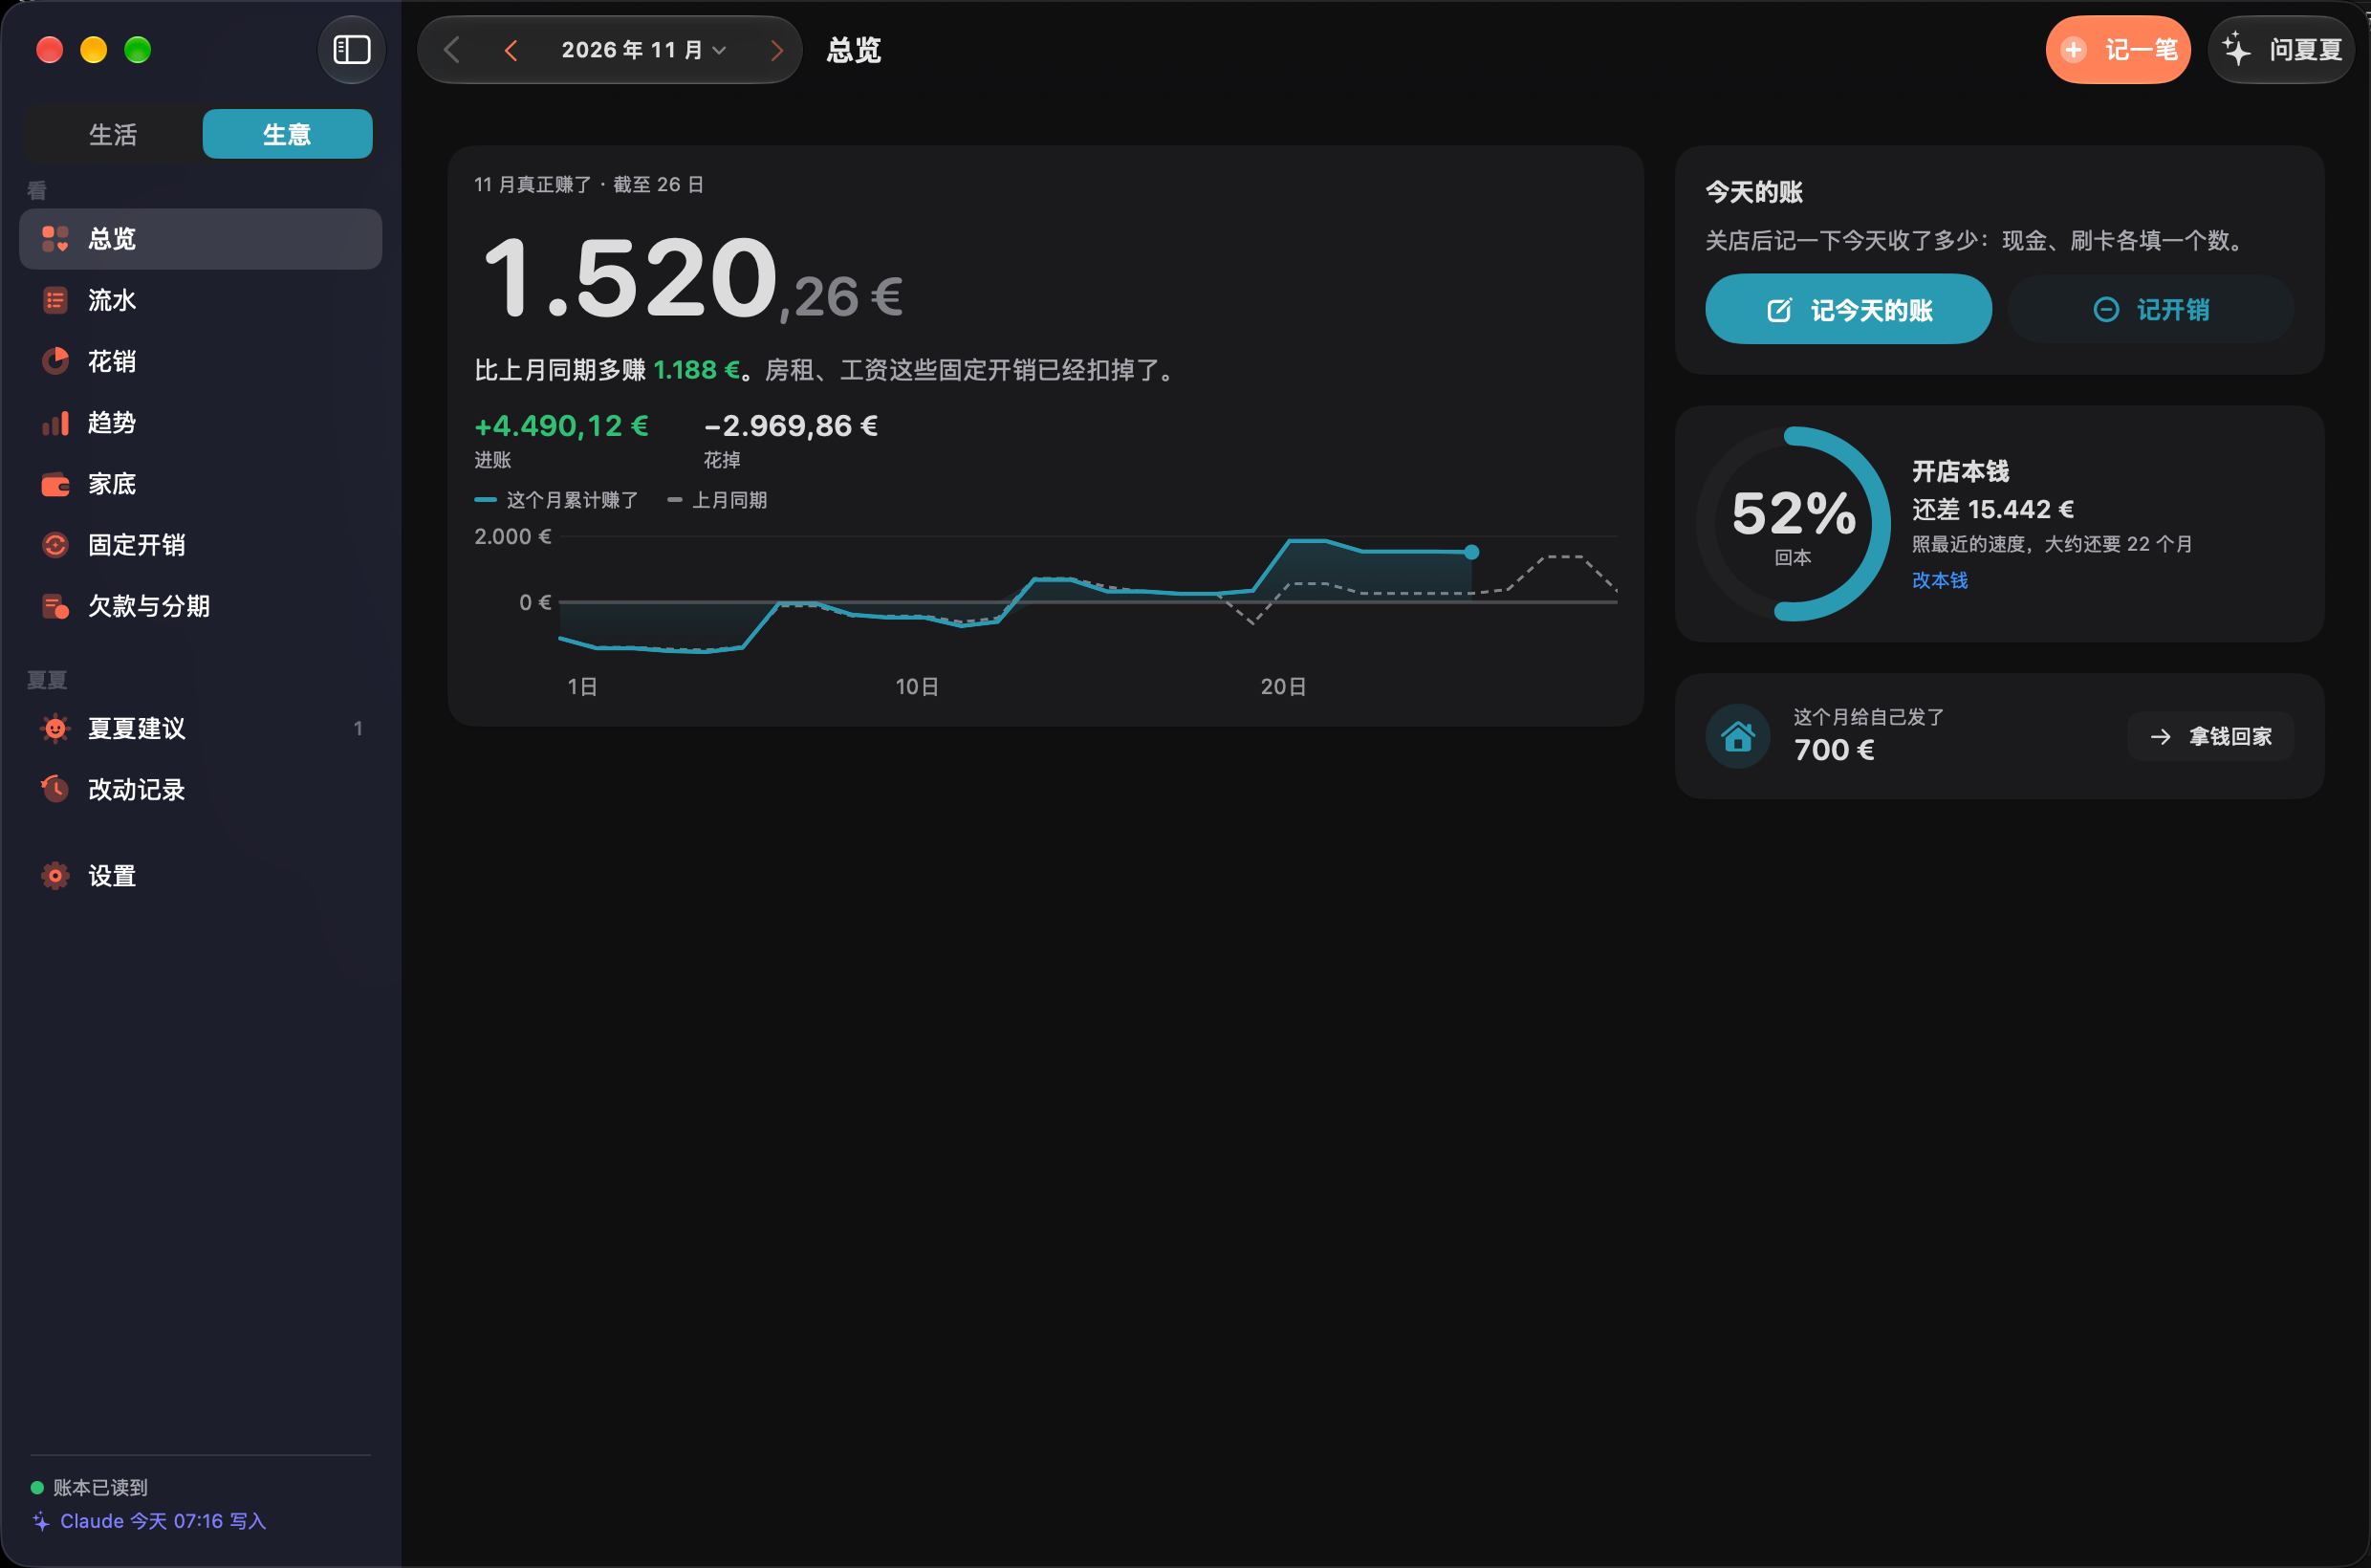 2026 年 11 月
总览
记一笔
问夏夏
生活
生意
看
总览
流水
花销
趋势
家底
固定开销
欠款与分期
夏夏
夏夏建议
1
改动记录
设置
账本已读到
Claude 今天 07:16 写入
11 月真正赚了 · 截至 26 日
1.520,26 €
比上月同期多赚 1.188 €。房租、工资这些固定开销已经扣掉了。
+4.490,12 €
进账
−2.969,86 €
花掉
这个月累计赚了
上月同期
2.000 €
0 €
1日
10日
20日
今天的账
关店后记一下今天收了多少：现金、刷卡各填一个数。
记今天的账
记开销
52%
回本
开店本钱
还差 15.442 €
照最近的速度，大约还要 22 个月
改本钱
这个月给自己发了
700 €
拿钱回家